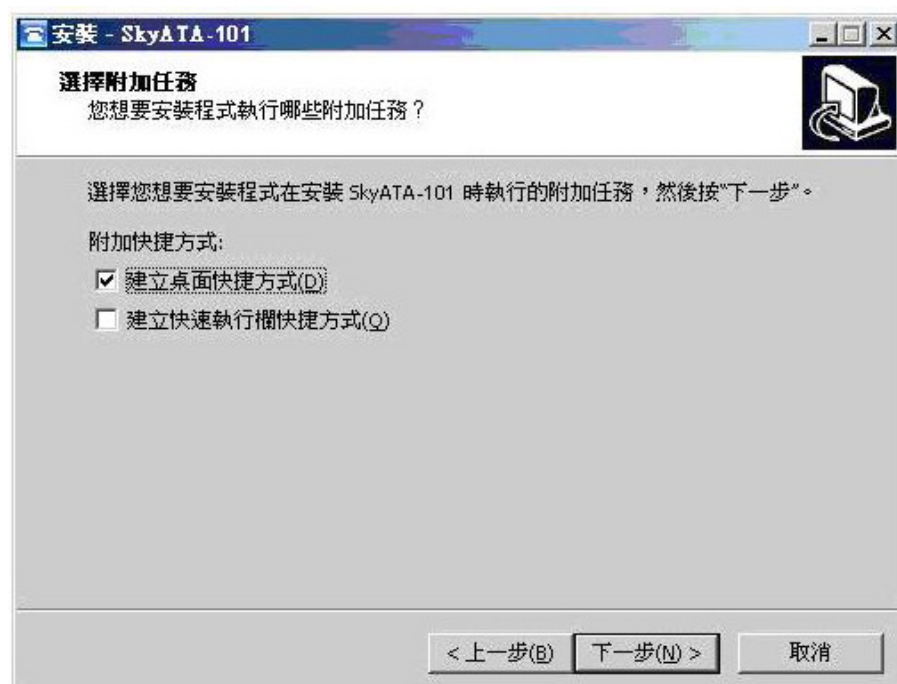 安裝 - SkyATA-101
選擇附加任務
您想要安裝程式執行哪些附加任務？
選擇您想要安裝程式在安裝 SkyATA-101 時執行的附加任務，然後按"下一步"。
附加快捷方式:
建立桌面快捷方式(D)
建立快速執行欄快捷方式(Q)
< 上一步(B) 下一步(N) > 取消